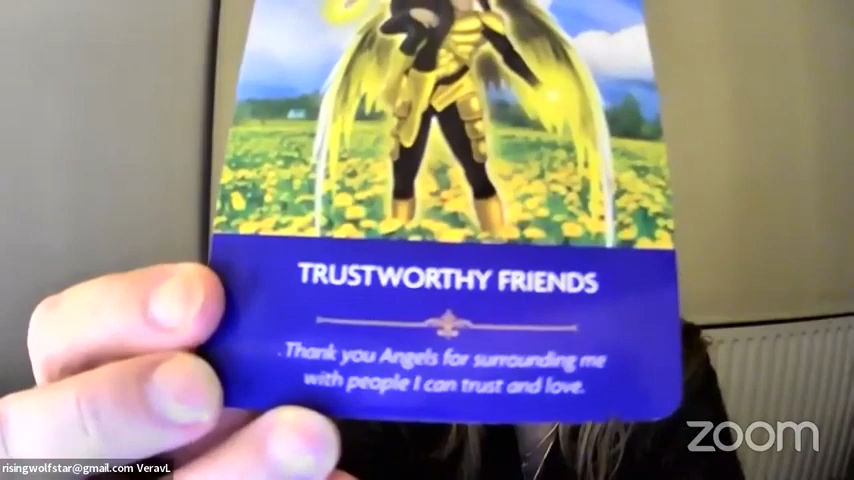 TRUSTWORTHY FRIENDS
Thank you Angels for surrounding me
with people I can trust and love.
zoom
risingwolfstar@gmail.com VeravL